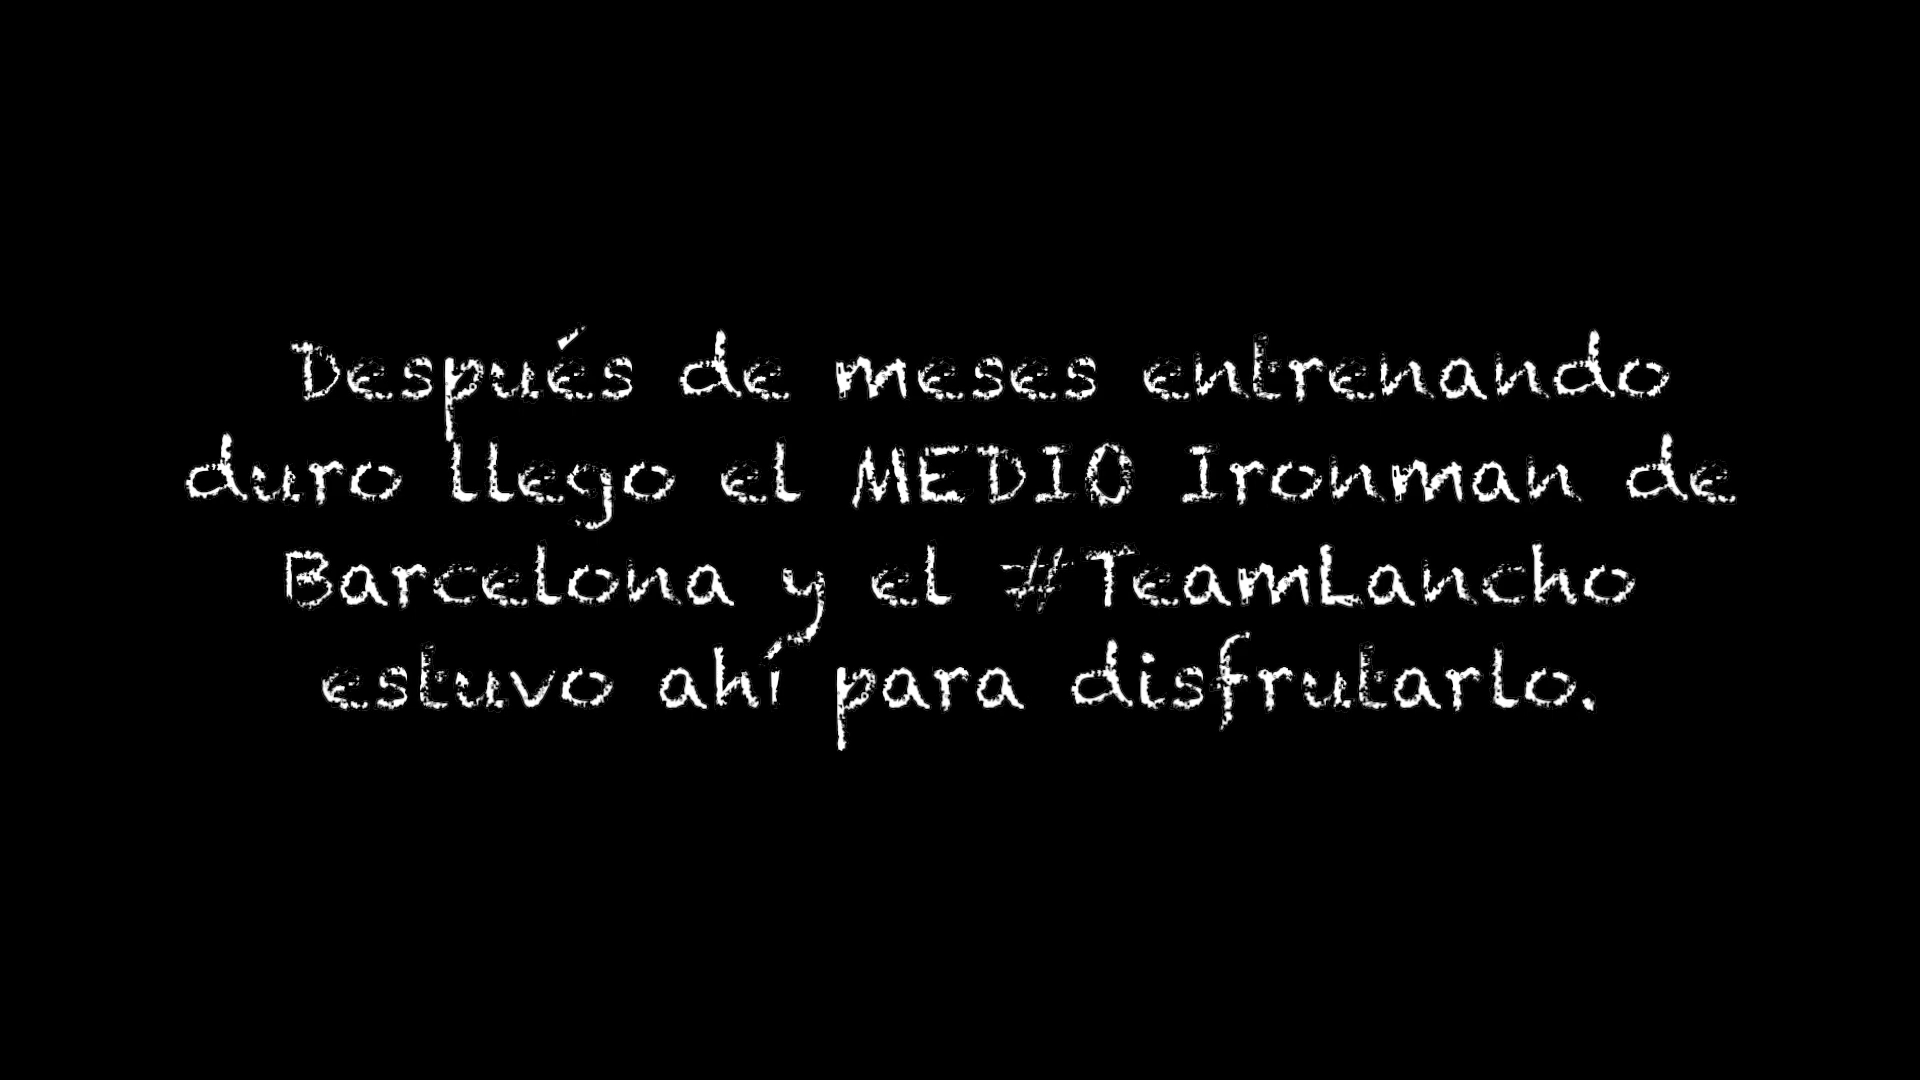 Después de meses entrenando
duro llego el MEDIO Ironman de
Barcelona y el #TeamLancho
estuvo ahí para disfrutarlo.